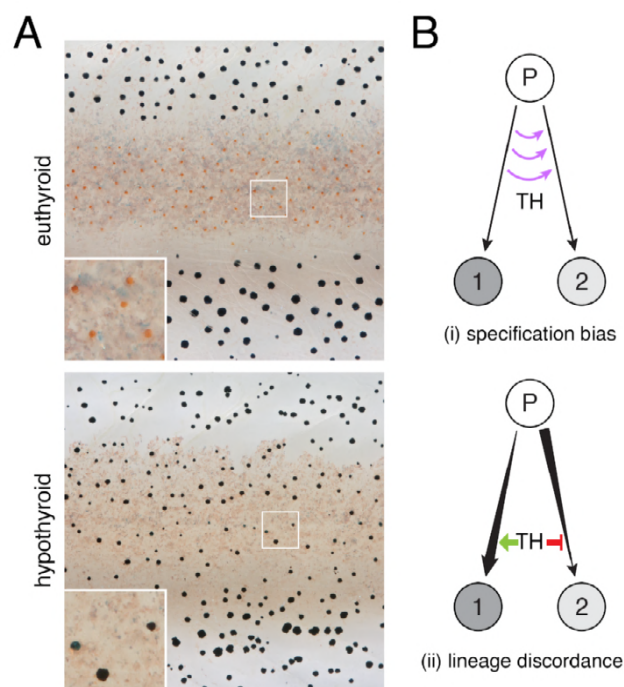 A
B
euthyroid
hypothyroid
P
TH
1
2
(i) specification bias
P
TH
1
2
(ii) lineage discordance